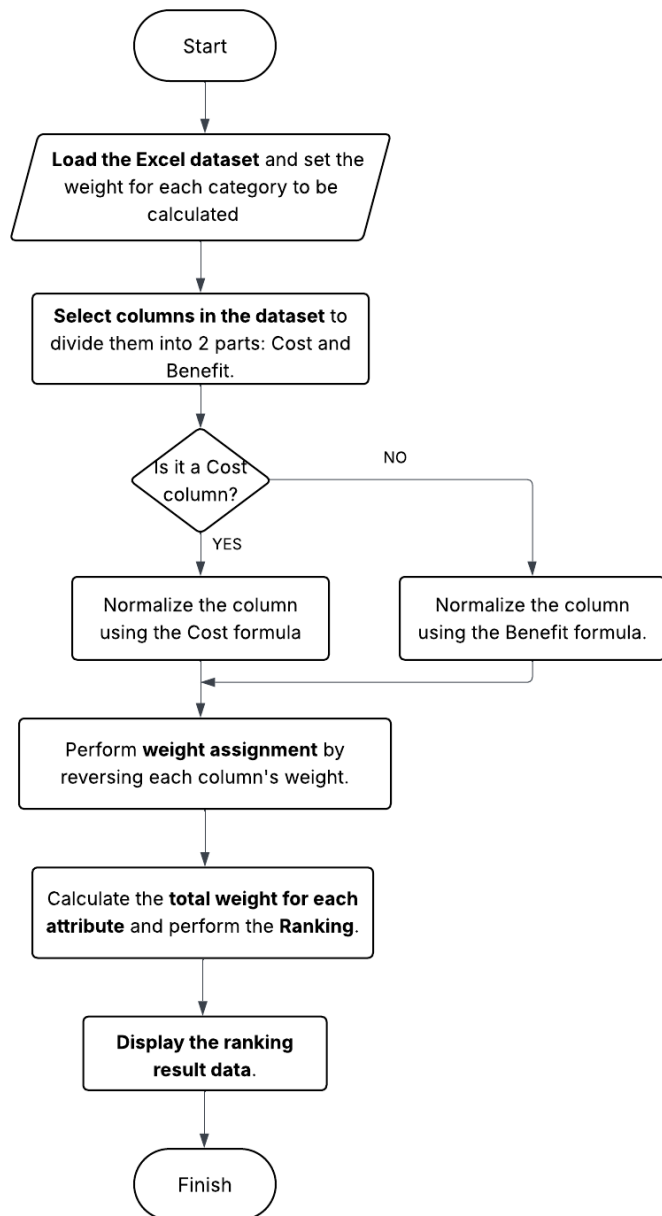 Start
Load the Excel dataset and set the
weight for each category to be
calculated
Select columns in the dataset to
divide them into 2 parts: Cost and
Benefit.
Is it a Cost
column?
NO
YES
Normalize the column
using the Cost formula
Normalize the column
using the Benefit formula.
Perform weight assignment by
reversing each column's weight.
Calculate the total weight for each
attribute and perform the Ranking.
Display the ranking
result data.
Finish